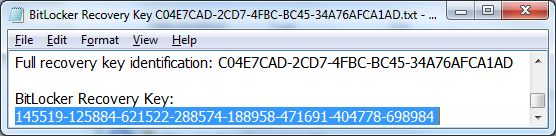 BitLocker Recovery Key C04E7CAD-2CD7-4FBC-BC45-34A76AFCA1AD.txt - ...
File Edit Format View Help
Full recovery key identification: C04E7CAD-2CD7-4FBC-BC45-34A76AFCA1AD
BitLocker Recovery Key:
145519-125884-621522-288574-188958-471691-404778-698984